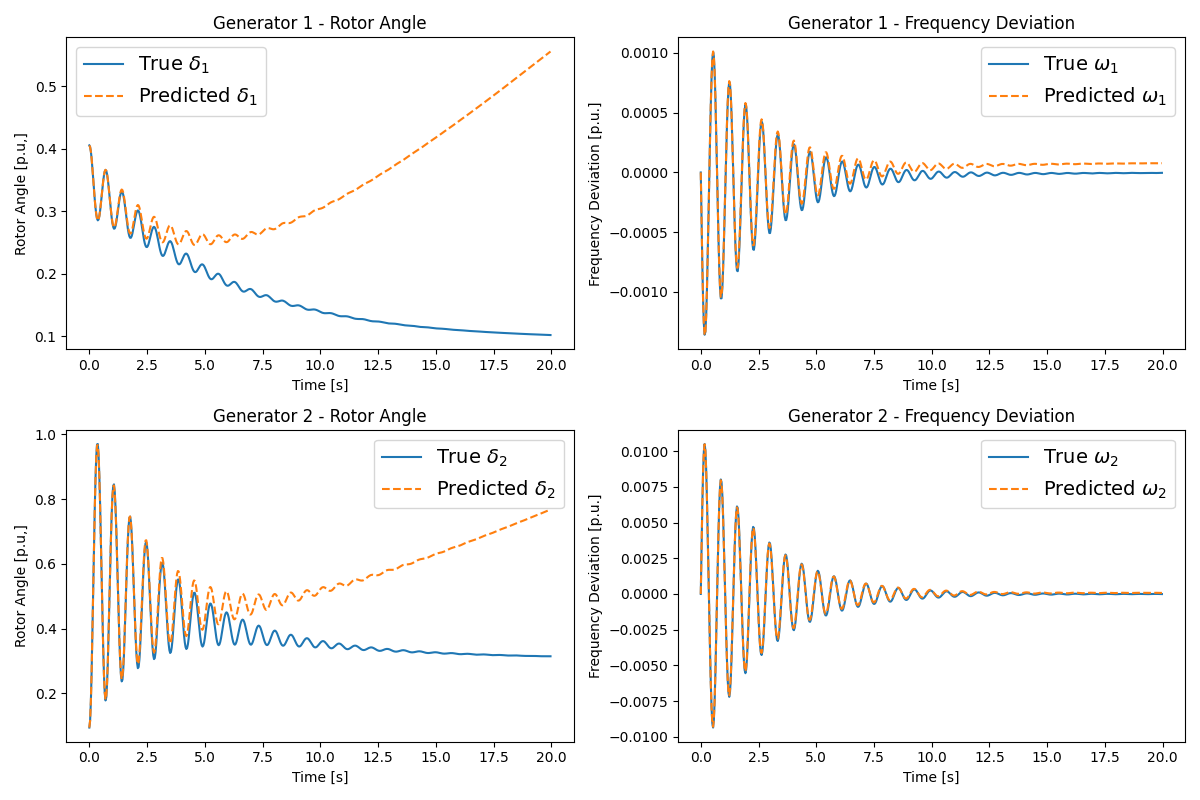 Generator 1 - Rotor Angle
True δ₁
Predicted δ₁
Rotor Angle [p.u,]
0.5
0.4
0.3
0.2
0.1
0.0 2.5 5.0 7.5 10.0 12.5 15.0 17.5 20.0
Time [s]
Generator 1 - Frequency Deviation
True ω₁
Predicted ω₁
Frequency Deviation [p.u.]
0.0010
0.0005
0.0000
−0.0005
−0.0010
0.0 2.5 5.0 7.5 10.0 12.5 15.0 17.5 20.0
Time [s]
Generator 2 - Rotor Angle
True δ₂
Predicted δ₂
Rotor Angle [p.u,]
1.0
0.8
0.6
0.4
0.2
0.0 2.5 5.0 7.5 10.0 12.5 15.0 17.5 20.0
Time [s]
Generator 2 - Frequency Deviation
True ω₂
Predicted ω₂
Frequency Deviation [p.u.]
0.0100
0.0075
0.0050
0.0025
0.0000
−0.0025
−0.0050
−0.0075
−0.0100
0.0 2.5 5.0 7.5 10.0 12.5 15.0 17.5 20.0
Time [s]